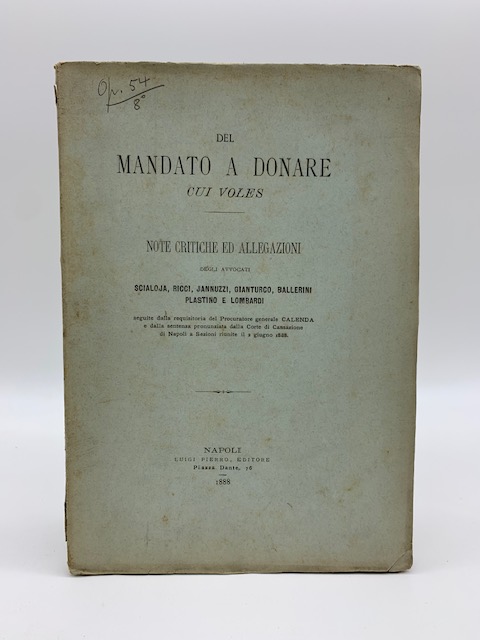 Op. 54
8°
DEL
MANDATO A DONARE
CUI VOLES
NOTE CRITICHE ED ALLEGAZIONI
DEGLI AVVOCATI
SCIALOJA, RICCI, JANNUZZI, GIANTURCO, BALLERINI
PLASTINO E LOMBARDI
seguite dalla requisitoria del Procuratore generale CALENDA
e dalla sentenza pronunziata dalla Corte di Cassazione
di Napoli a Sezioni riunite il 2 giugno 1888.
NAPOLI
LUIGI PIERRO, EDITORE
Piazza Dante, 76
1888